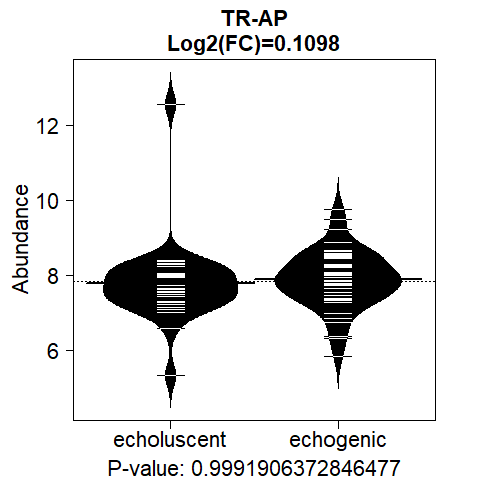 TR-AP
Log2(FC)=0.1098
Abundance
12
10
8
6
echoluscent echogenic
P-value: 0.9991906372846477